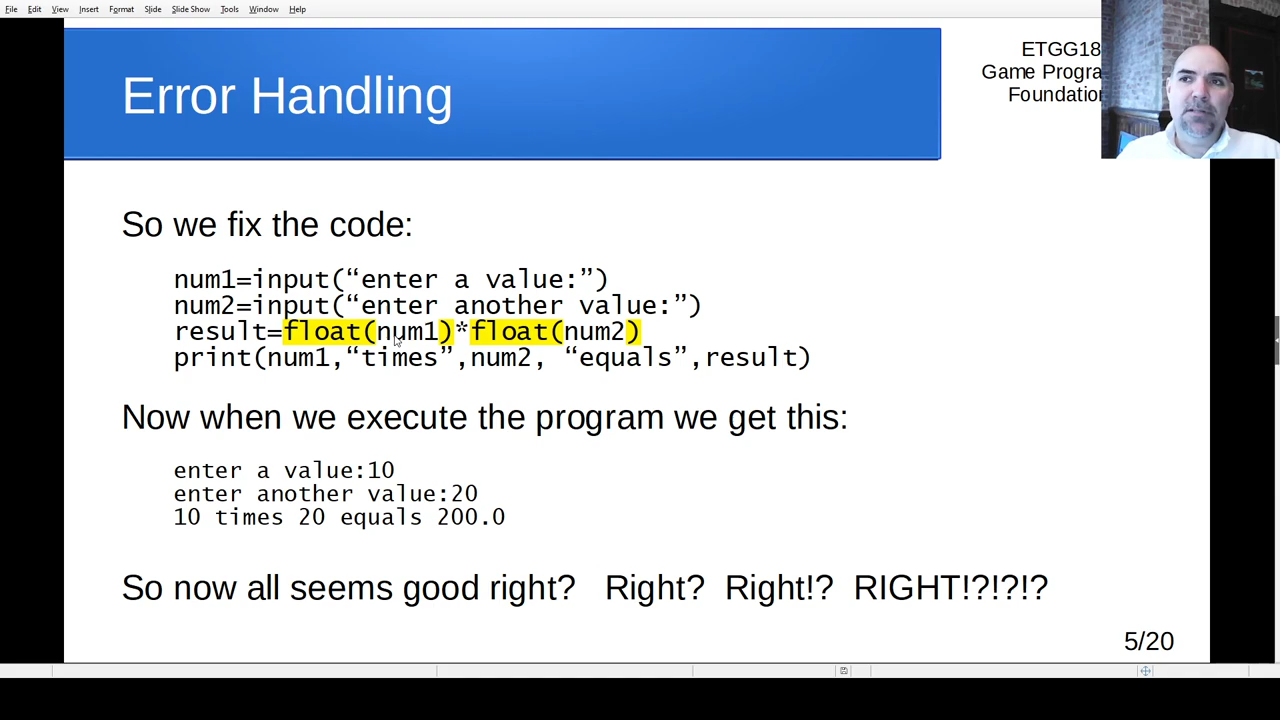 File Edit View Insert Format Slide Slide Show Tools Window Help
Error Handling
ETGG18
Game Progra
Foundation
So we fix the code:
num1=input(“enter a value:”)
num2=input(“enter another value:”)
result=float(num1)*float(num2)
print(num1,“times”,num2, “equals”,result)
Now when we execute the program we get this:
enter a value:10
enter another value:20
10 times 20 equals 200.0
So now all seems good right? Right? Right!? RIGHT!?!?!?
5/20